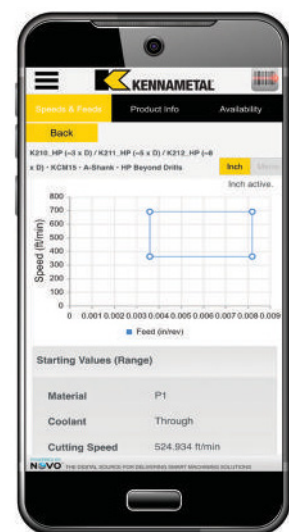 KENNAMETAL
Speeds & Feeds Product Info Availability
Back
K210_HP (~3 x D) / K211_HP (~5 x D) / K212_HP (~8
x D) - KCM15 - A-Shank - HP Beyond Drills
Inch Metric
Inch active.
Speed (ft/min)
800
700
600
500
400
300
200
100
0
0 0.001 0.002 0.003 0.004 0.005 0.006 0.007 0.008 0.009
Feed (in/rev)
Starting Values (Range)
Material P1
Coolant Through
Cutting Speed 524.934 ft/min
NOVO THE DIGITAL SOURCE FOR DELIVERING SMART MACHINING SOLUTIONS